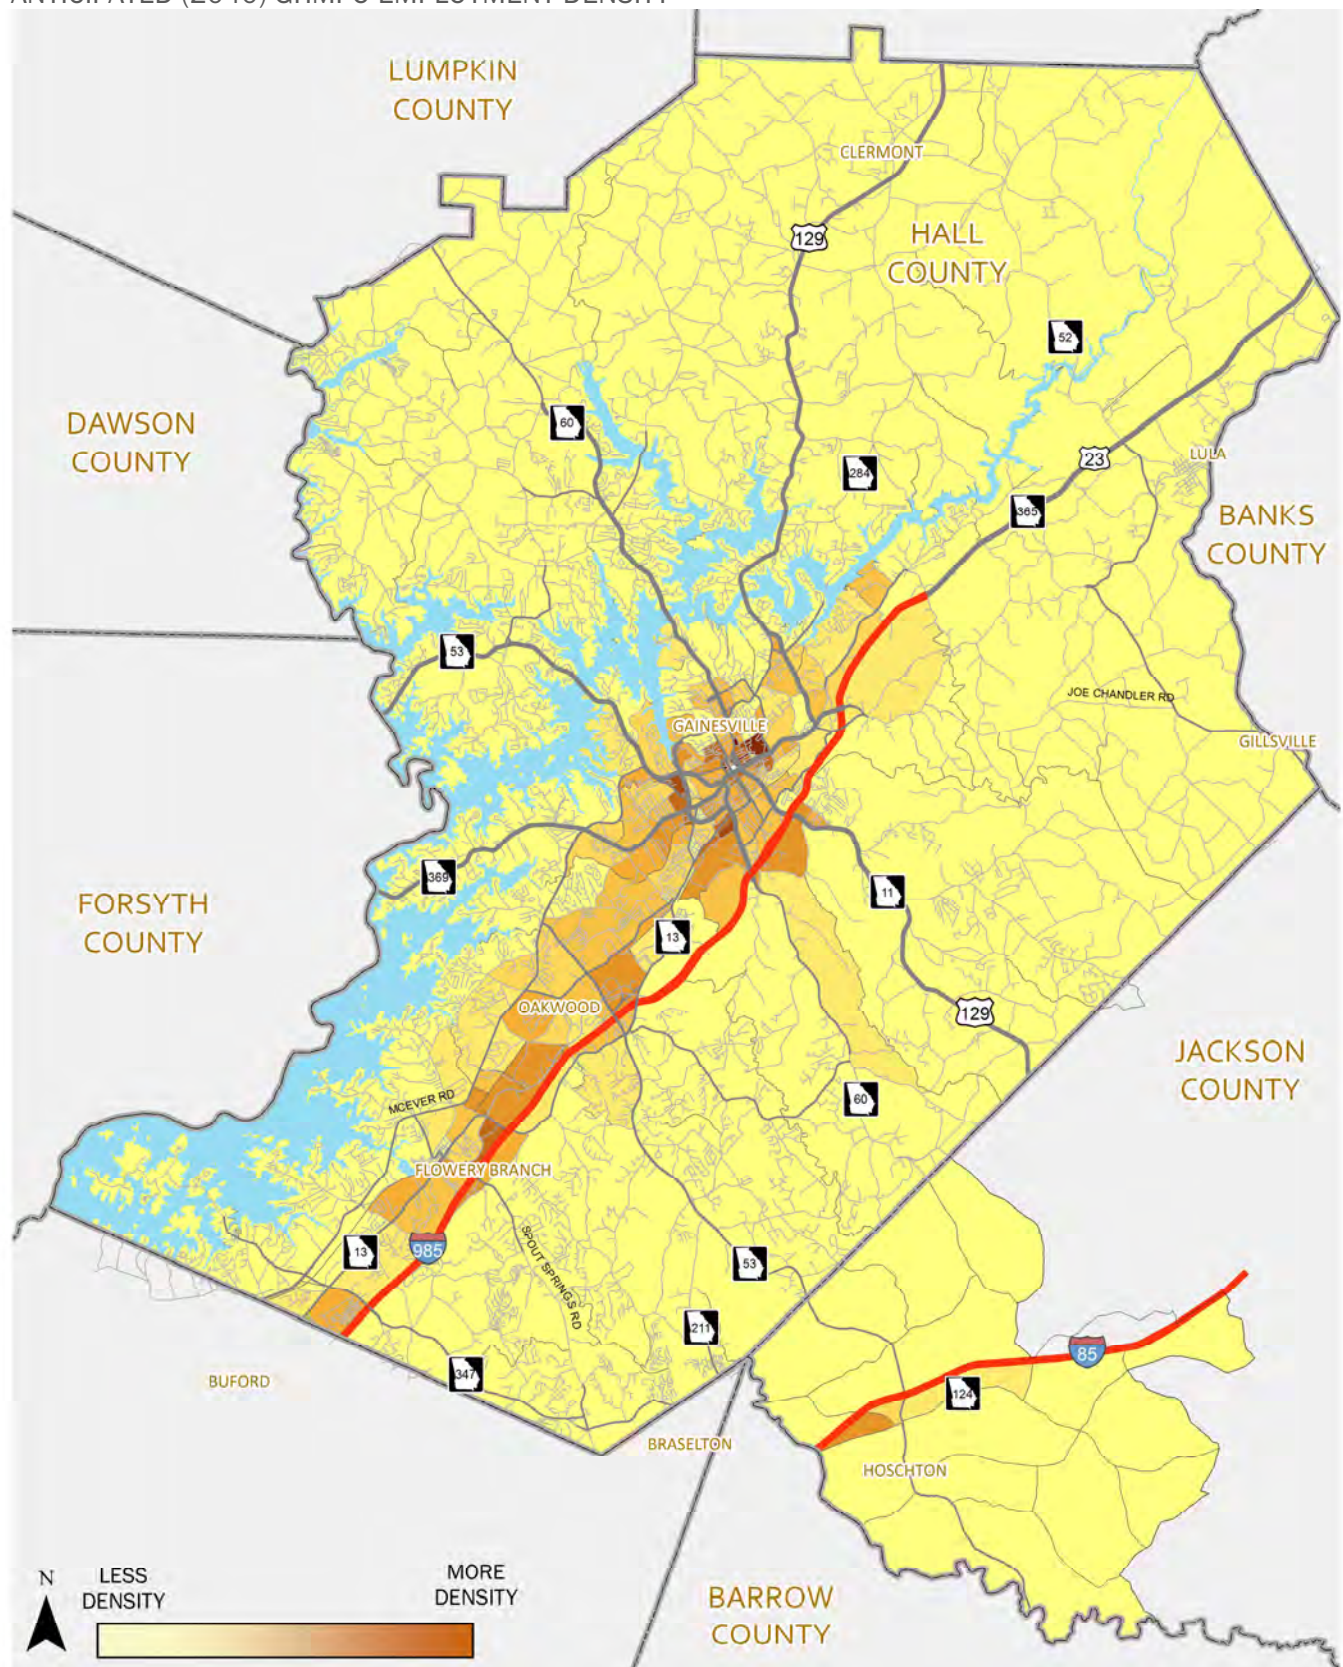 LUMPKIN
COUNTY
CLERMONT
129
HALL
COUNTY
52
DAWSON
COUNTY
60
284
23
LULA
365
BANKS
COUNTY
53
JOE CHANDLER RD
GAINESVILLE
GILLSVILLE
369
11
FORSYTH
COUNTY
13
OAKWOOD
129
JACKSON
COUNTY
60
MCEVER RD
FLOWERY BRANCH
13
985
SPOUT SPRINGS RD
53
211
85
347
BUFORD
124
BRASELTON
HOSCHTON
N
LESS
DENSITY
MORE
DENSITY
BARROW
COUNTY